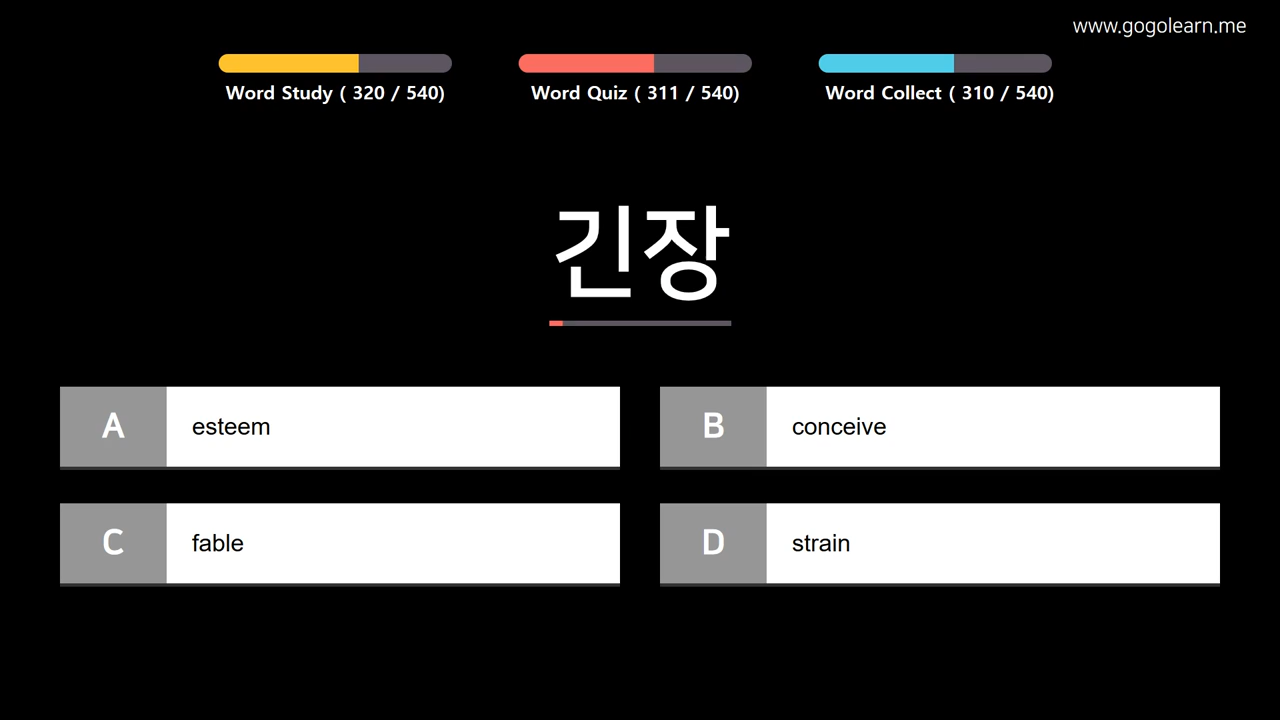 www.gogolearn.me
Word Study ( 320 / 540)
Word Quiz ( 311 / 540)
Word Collect ( 310 / 540)
긴장
A
esteem
B
conceive
C
fable
D
strain